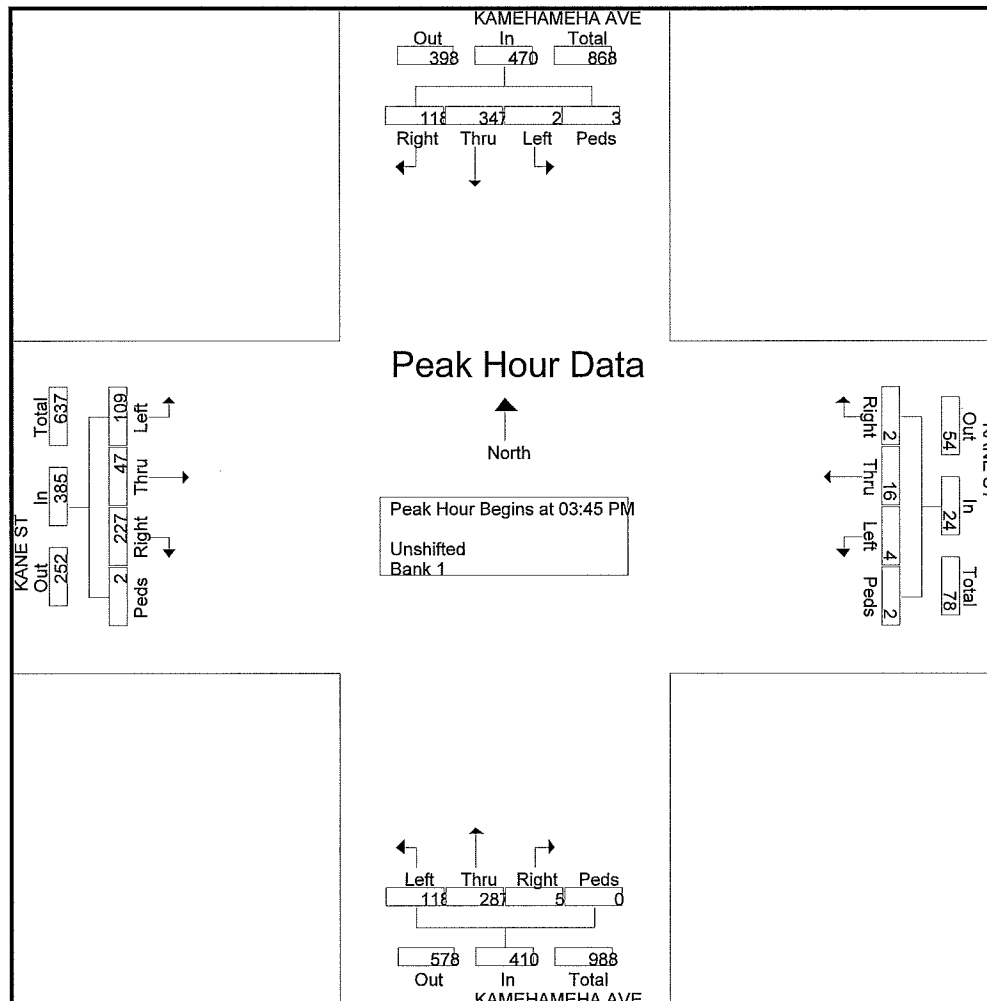 KAMEHAMEHA AVE
Out In Total
398 470 868
118 347 2 3
Right Thru Left Peds
Peak Hour Data
North
Peak Hour Begins at 03:45 PM
Unshifted
Bank 1
KANE ST
Out In Total
252 385 637
2 227 47 109
Peds Right Thru Left
KANE ST
Out In Total
54 24 78
2 16 4 2
Right Thru Left Peds
Left Thru Right Peds
118 287 5 0
578 410 988
Out In Total
KAMEHAMEHA AVE